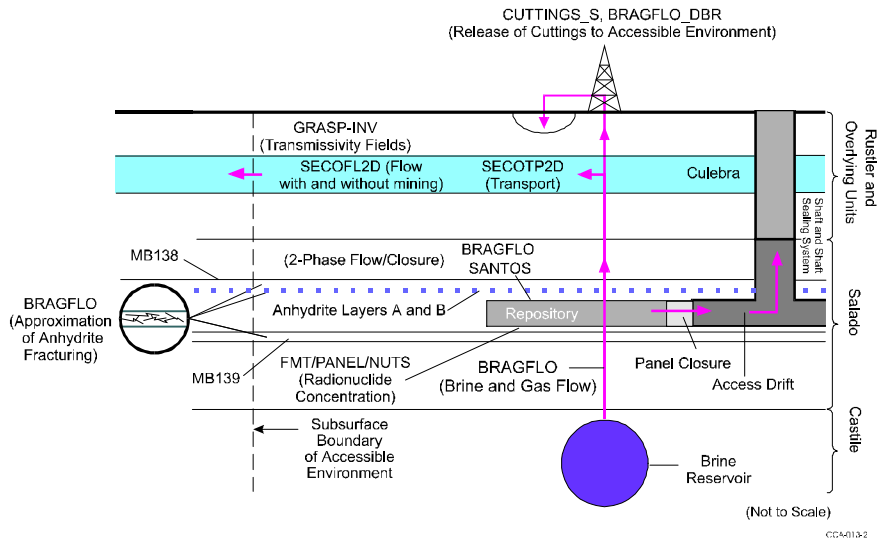 CUTTINGS_S, BRAGFLO_DBR
(Release of Cuttings to Accessible Environment)
GRASP-INV
(Transmissivity Fields)
SECOFL2D (Flow
with and without mining)
SECOTP2D
(Transport)
Culebra
Rustler and
Overlying Units
Shaft and Shaft
Sealing System
MB138
(2-Phase Flow/Closure)
BRAGFLO
SANTOS
BRAGFLO
(Approximation
of Anhydrite
Fracturing)
Anhydrite Layers A and B
Repository
Salado
MB139
FMT/PANEL/NUTS
(Radionuclide
Concentration)
BRAGFLO
(Brine and Gas Flow)
Panel Closure
Access Drift
Subsurface
Boundary
of Accessible
Environment
Castile
Brine
Reservoir
(Not to Scale)
CCA-013-2